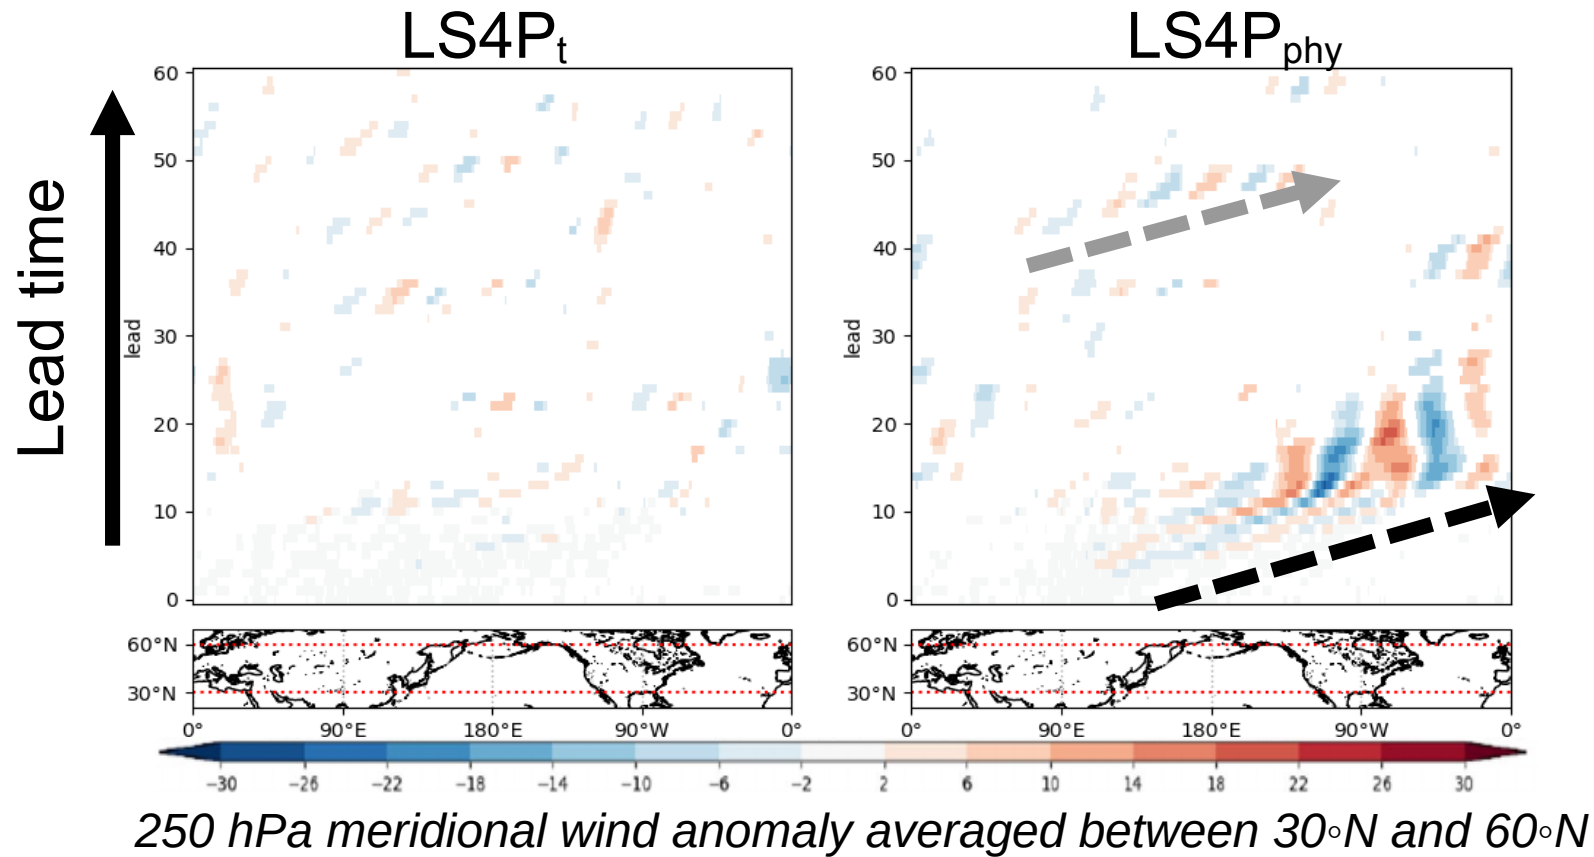 LS4Pt
LS4Pphy
Lead time
lead
60
50
40
30
20
10
0
lead
60
50
40
30
20
10
0
60°N
30°N
0° 90°E 180°E 90°W 0°
60°N
30°N
0° 90°E 180°E 90°W 0°
−30 −26 −22 −18 −14 −10 −6 −2 2 6 10 14 18 22 26 30
250 hPa meridional wind anomaly averaged between 30◦N and 60◦N